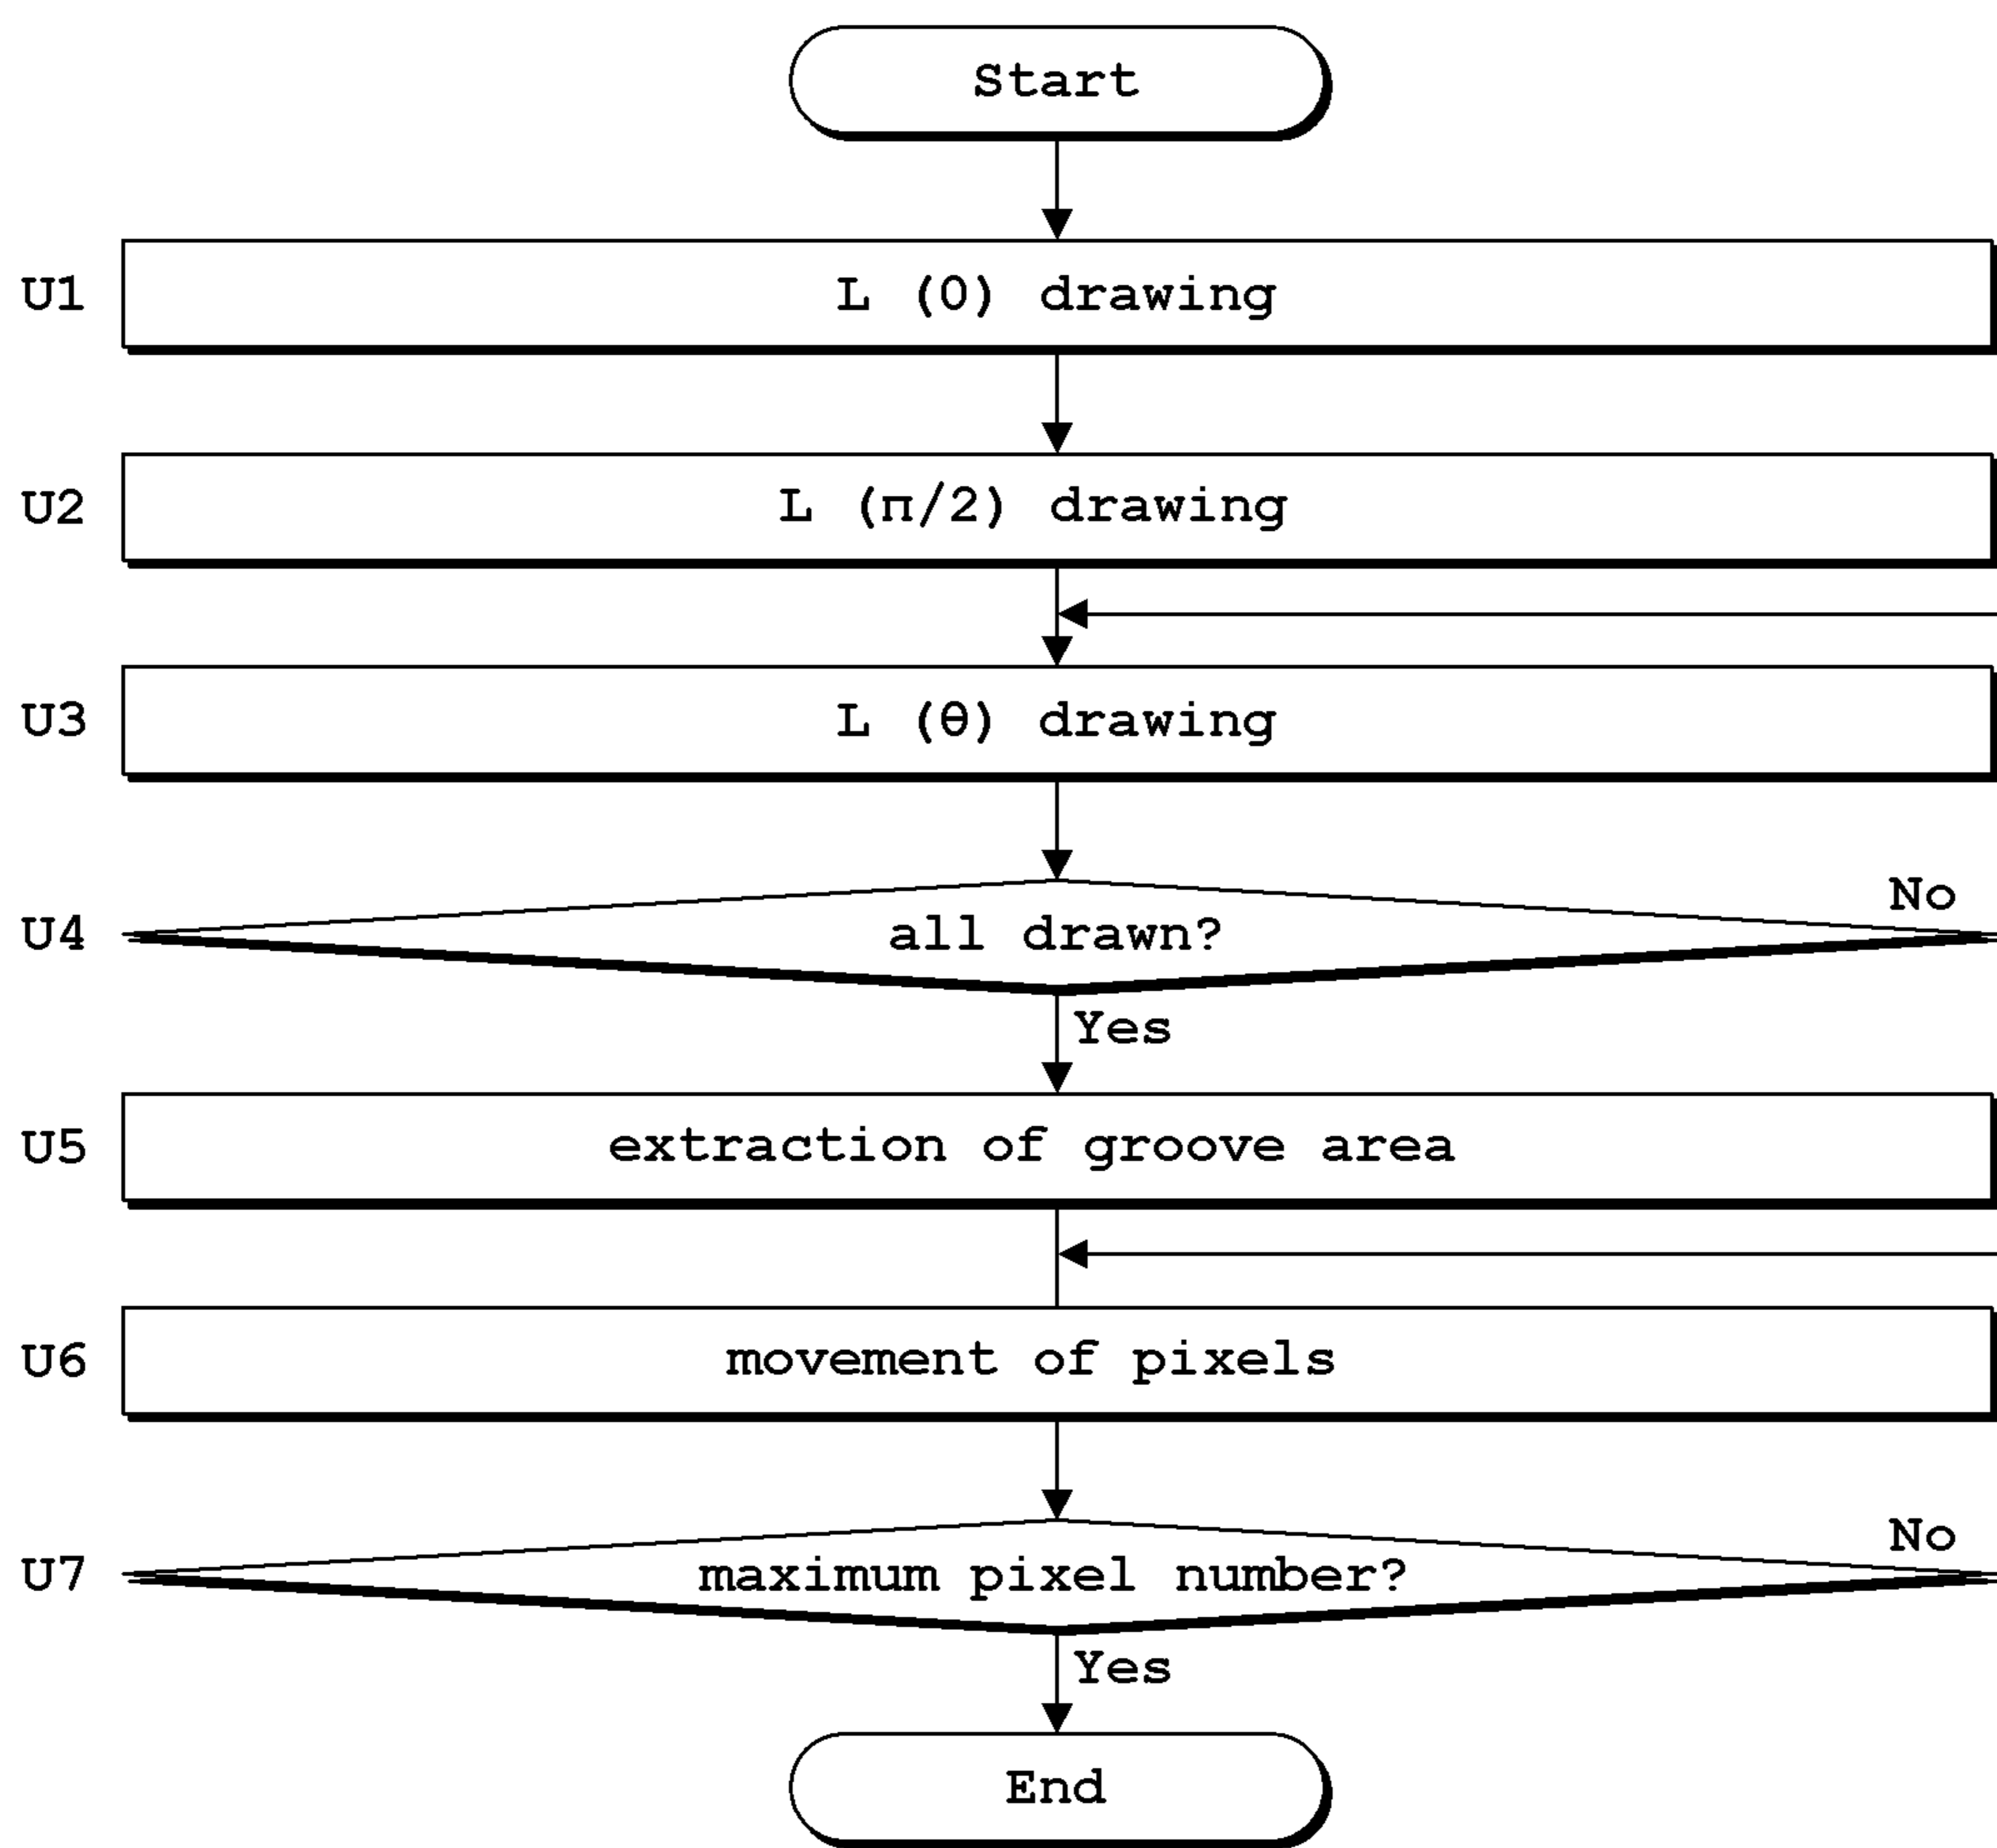 Start
U1 L (0) drawing
U2 L (π/2) drawing
U3 L (θ) drawing
U4 all drawn? No
Yes
U5 extraction of groove area
U6 movement of pixels
U7 maximum pixel number? No
Yes
End